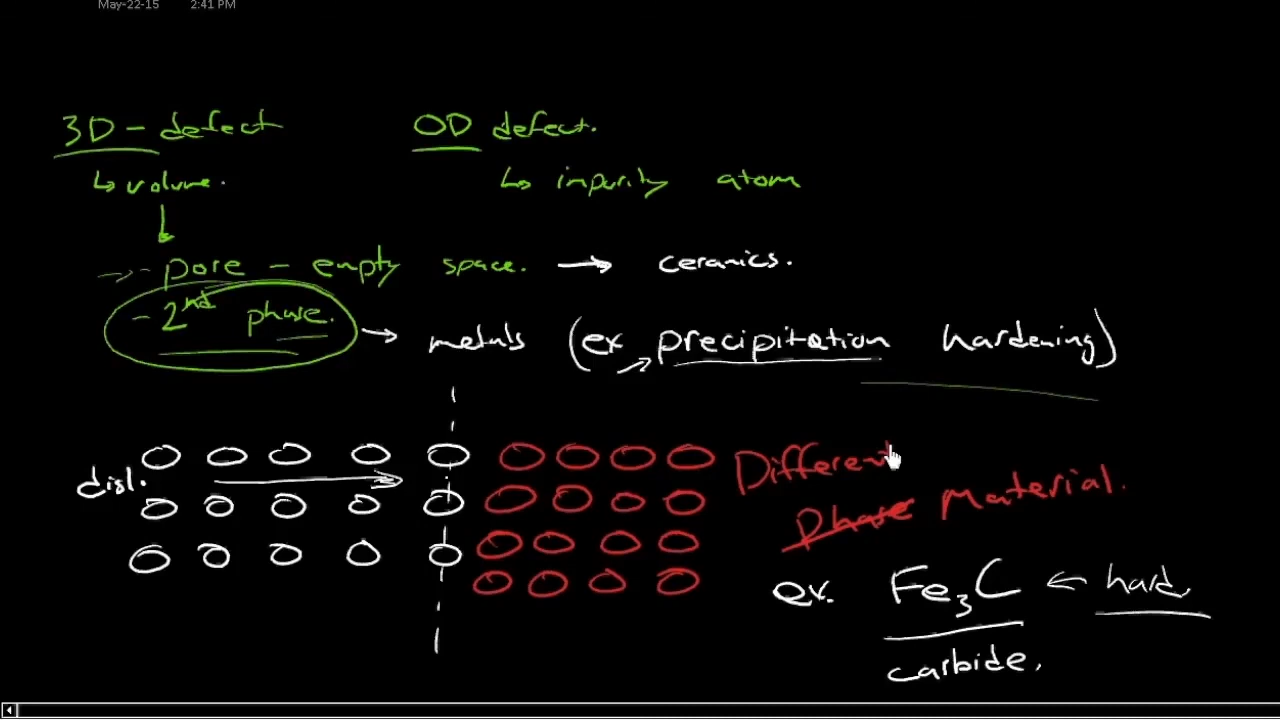 May-22-15 2:41 PM
3D - defect OD defect.
↳ volume. ↳ impurity atom
- pore - empty space. → ceramics.
- 2nd phase. → metals (ex precipitation hardening)
disl. Different
Phase Material.
ex. Fe3C ← hard.
carbide.